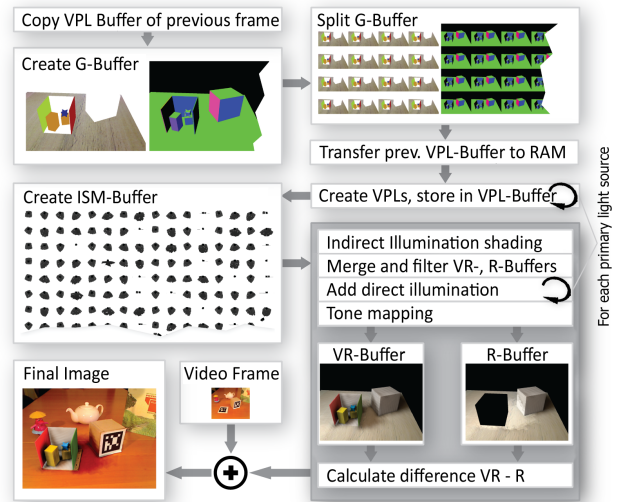 Copy VPL Buffer of previous frame
Create G-Buffer
Split G-Buffer
Transfer prev. VPL-Buffer to RAM
Create VPLs, store in VPL-Buffer
For each primary light source
Create ISM-Buffer
Indirect Illumination shading
Merge and filter VR-, R-Buffers
Add direct illumination
Tone mapping
VR-Buffer
R-Buffer
Calculate difference VR - R
Video Frame
Final Image